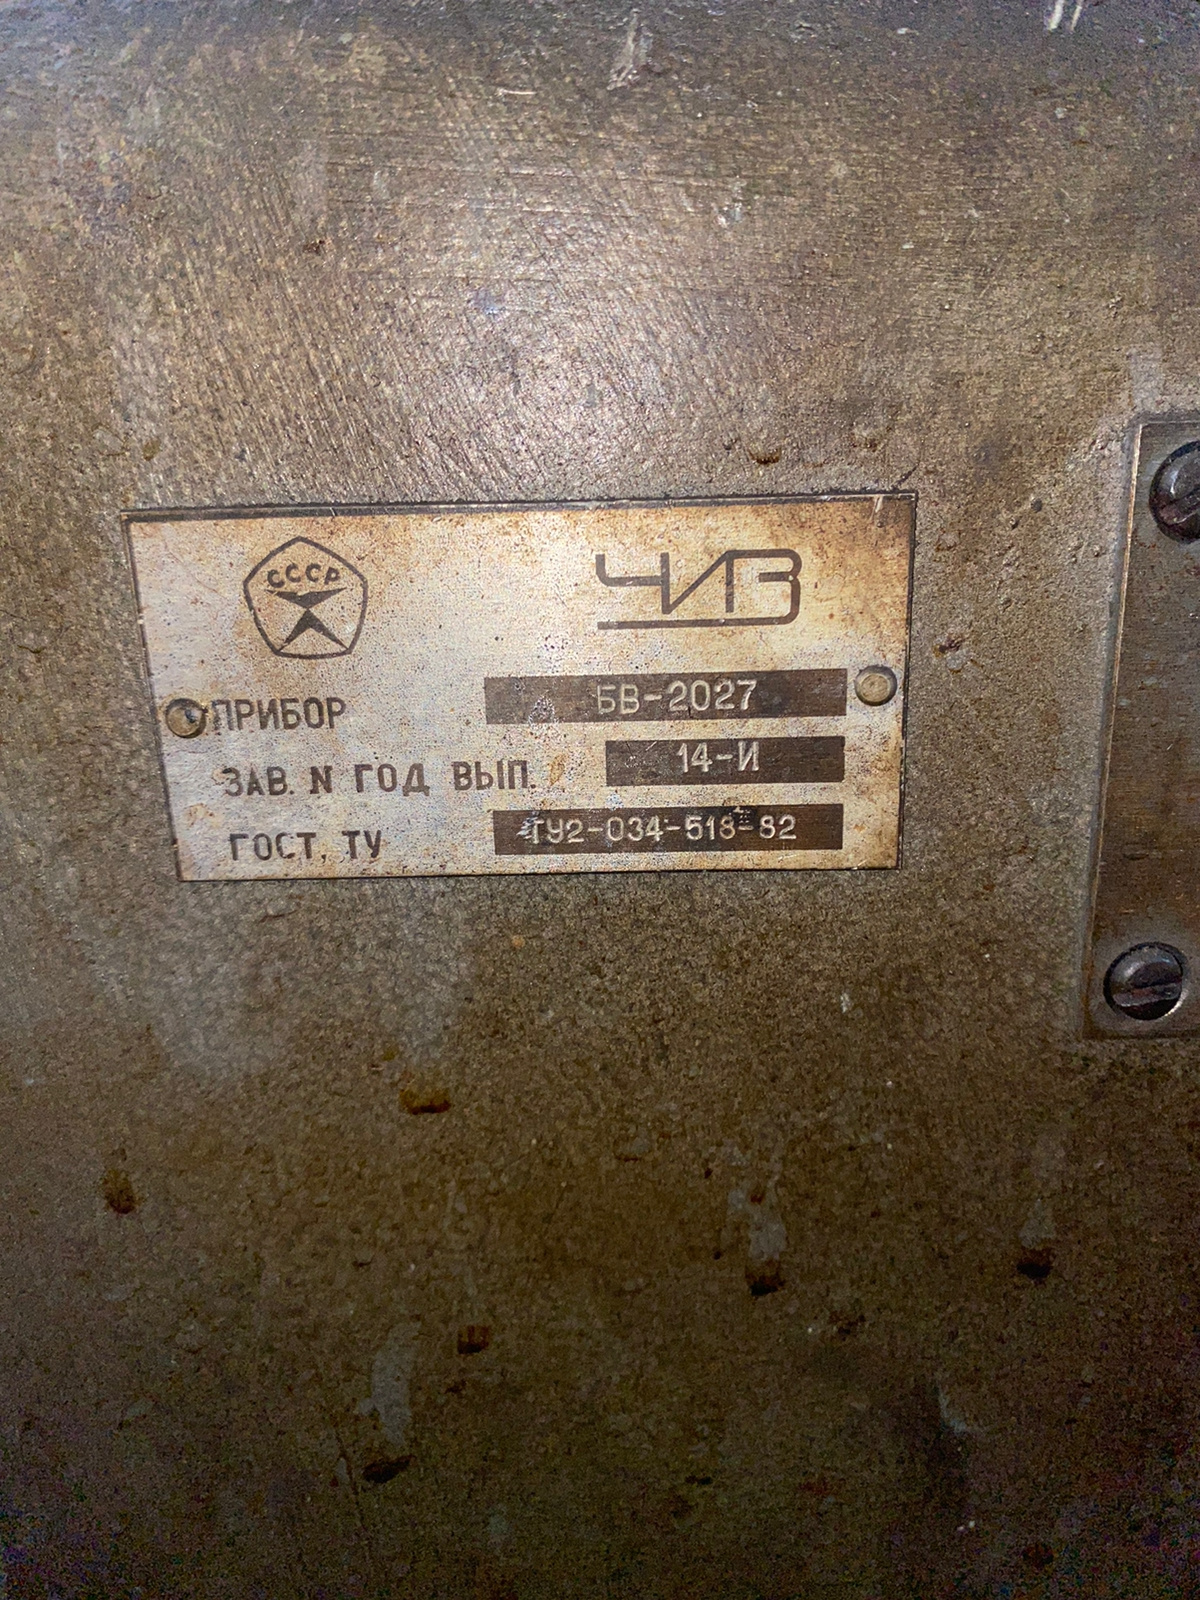 СССР
ЧИЗ
ПРИБОР БВ-2027
ЗАВ. N ГОД ВЫП. 14-И
ГОСТ, ТУ ТУ2-034-518-82